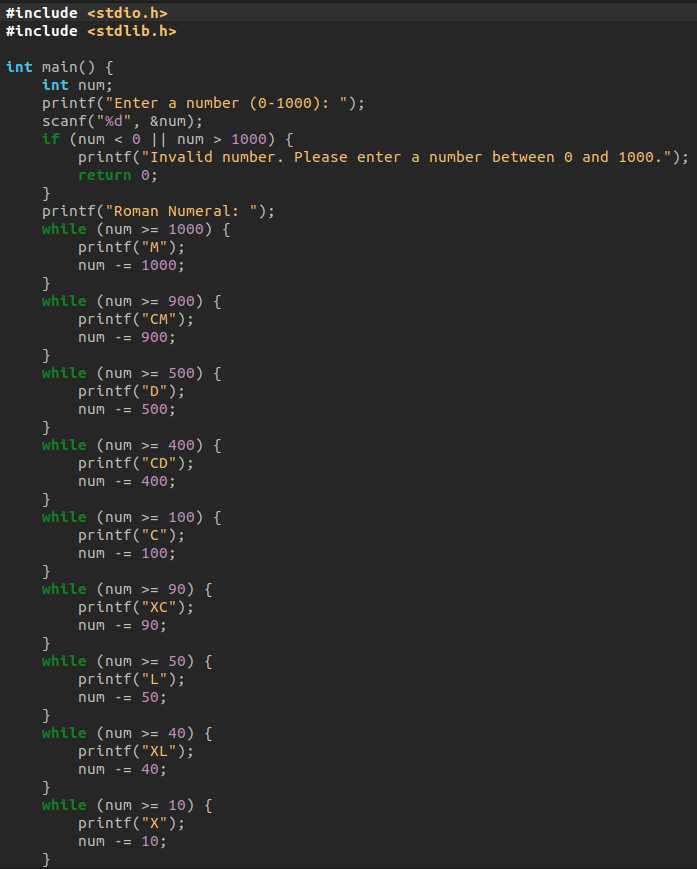 #include <stdio.h>
#include <stdlib.h>

int main() {
    int num;
    printf("Enter a number (0-1000): ");
    scanf("%d", &num);
    if (num < 0 || num > 1000) {
        printf("Invalid number. Please enter a number between 0 and 1000.");
        return 0;
    }
    printf("Roman Numeral: ");
    while (num >= 1000) {
        printf("M");
        num -= 1000;
    }
    while (num >= 900) {
        printf("CM");
        num -= 900;
    }
    while (num >= 500) {
        printf("D");
        num -= 500;
    }
    while (num >= 400) {
        printf("CD");
        num -= 400;
    }
    while (num >= 100) {
        printf("C");
        num -= 100;
    }
    while (num >= 90) {
        printf("XC");
        num -= 90;
    }
    while (num >= 50) {
        printf("L");
        num -= 50;
    }
    while (num >= 40) {
        printf("XL");
        num -= 40;
    }
    while (num >= 10) {
        printf("X");
        num -= 10;
    }